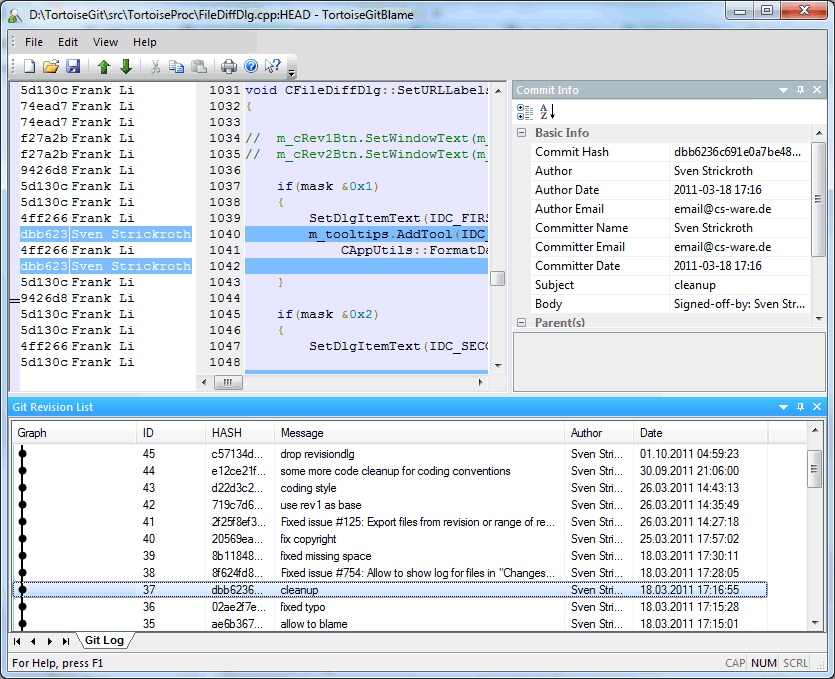 D:\TortoiseGit\src\TortoiseProc\FileDiffDlg.cpp:HEAD - TortoiseGitBlame
File Edit View Help
5d130c Frank Li 1031 void CFileDiffDlg::SetURLLabels
74ead7 Frank Li 1032 {
74ead7 Frank Li 1033
f27a2b Frank Li 1034 // m_cRev1Btn.SetWindowText(m_
f27a2b Frank Li 1035 // m_cRev2Btn.SetWindowText(m_
9426d8 Frank Li 1036
5d130c Frank Li 1037 if(mask &0x1)
5d130c Frank Li 1038 {
4ff266 Frank Li 1039 SetDlgItemText(IDC_FIRS
dbb623 Sven Strickroth 1040 m_tooltips.AddTool(IDC_
4ff266 Frank Li 1041 CAppUtils::FormatDa
dbb623 Sven Strickroth 1042
5d130c Frank Li 1043 }
9426d8 Frank Li 1044
5d130c Frank Li 1045 if(mask &0x2)
5d130c Frank Li 1046 {
4ff266 Frank Li 1047 SetDlgItemText(IDC_SECO
5d130c Frank Li 1048
Commit Info
Basic Info
Commit Hash dbb6236c691e0a7be48...
Author Sven Strickroth
Author Date 2011-03-18 17:16
Author Email email@cs-ware.de
Committer Name Sven Strickroth
Committer Email email@cs-ware.de
Committer Date 2011-03-18 17:16
Subject cleanup
Body Signed-off-by: Sven Str...
Parent(s)
Git Revision List
Graph ID HASH Message Author Date
45 c57134d... drop revisiondlg Sven Stri... 01.10.2011 04:59:23
44 e12ce21f... some more code cleanup for coding conventions Sven Stri... 30.09.2011 21:06:00
43 d22d3c2... coding style Sven Stri... 26.03.2011 14:43:13
42 719c7d6... use rev1 as base Sven Stri... 26.03.2011 14:35:49
41 2f25f8ef3... Fixed issue #125: Export files from revision or range of re... Sven Stri... 26.03.2011 14:27:18
40 20569ea... fix copyright Sven Stri... 25.03.2011 17:57:02
39 8b11848... fixed missing space Sven Stri... 18.03.2011 17:30:11
38 8f624fd8... Fixed issue #754: Allow to show log for files in "Changes... Sven Stri... 18.03.2011 17:28:05
37 dbb6236... cleanup Sven Stri... 18.03.2011 17:16:55
36 02ae2f7e... fixed typo Sven Stri... 18.03.2011 17:15:28
35 ae6b367... allow to blame Sven Stri... 18.03.2011 17:15:01
Git Log
For Help, press F1 CAP NUM SCRL